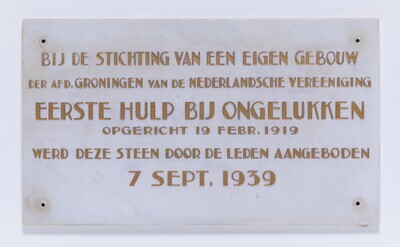 BIJ DE STICHTING VAN EEN EIGEN GEBOUW
DER AFD. GRONINGEN VAN DE NEDERLANDSCHE VEREENIGING
EERSTE HULP BIJ ONGELUKKEN
OPGERICHT 19 FEBR. 1919
WERD DEZE STEEN DOOR DE LEDEN AANGEBODEN
7 SEPT. 1939